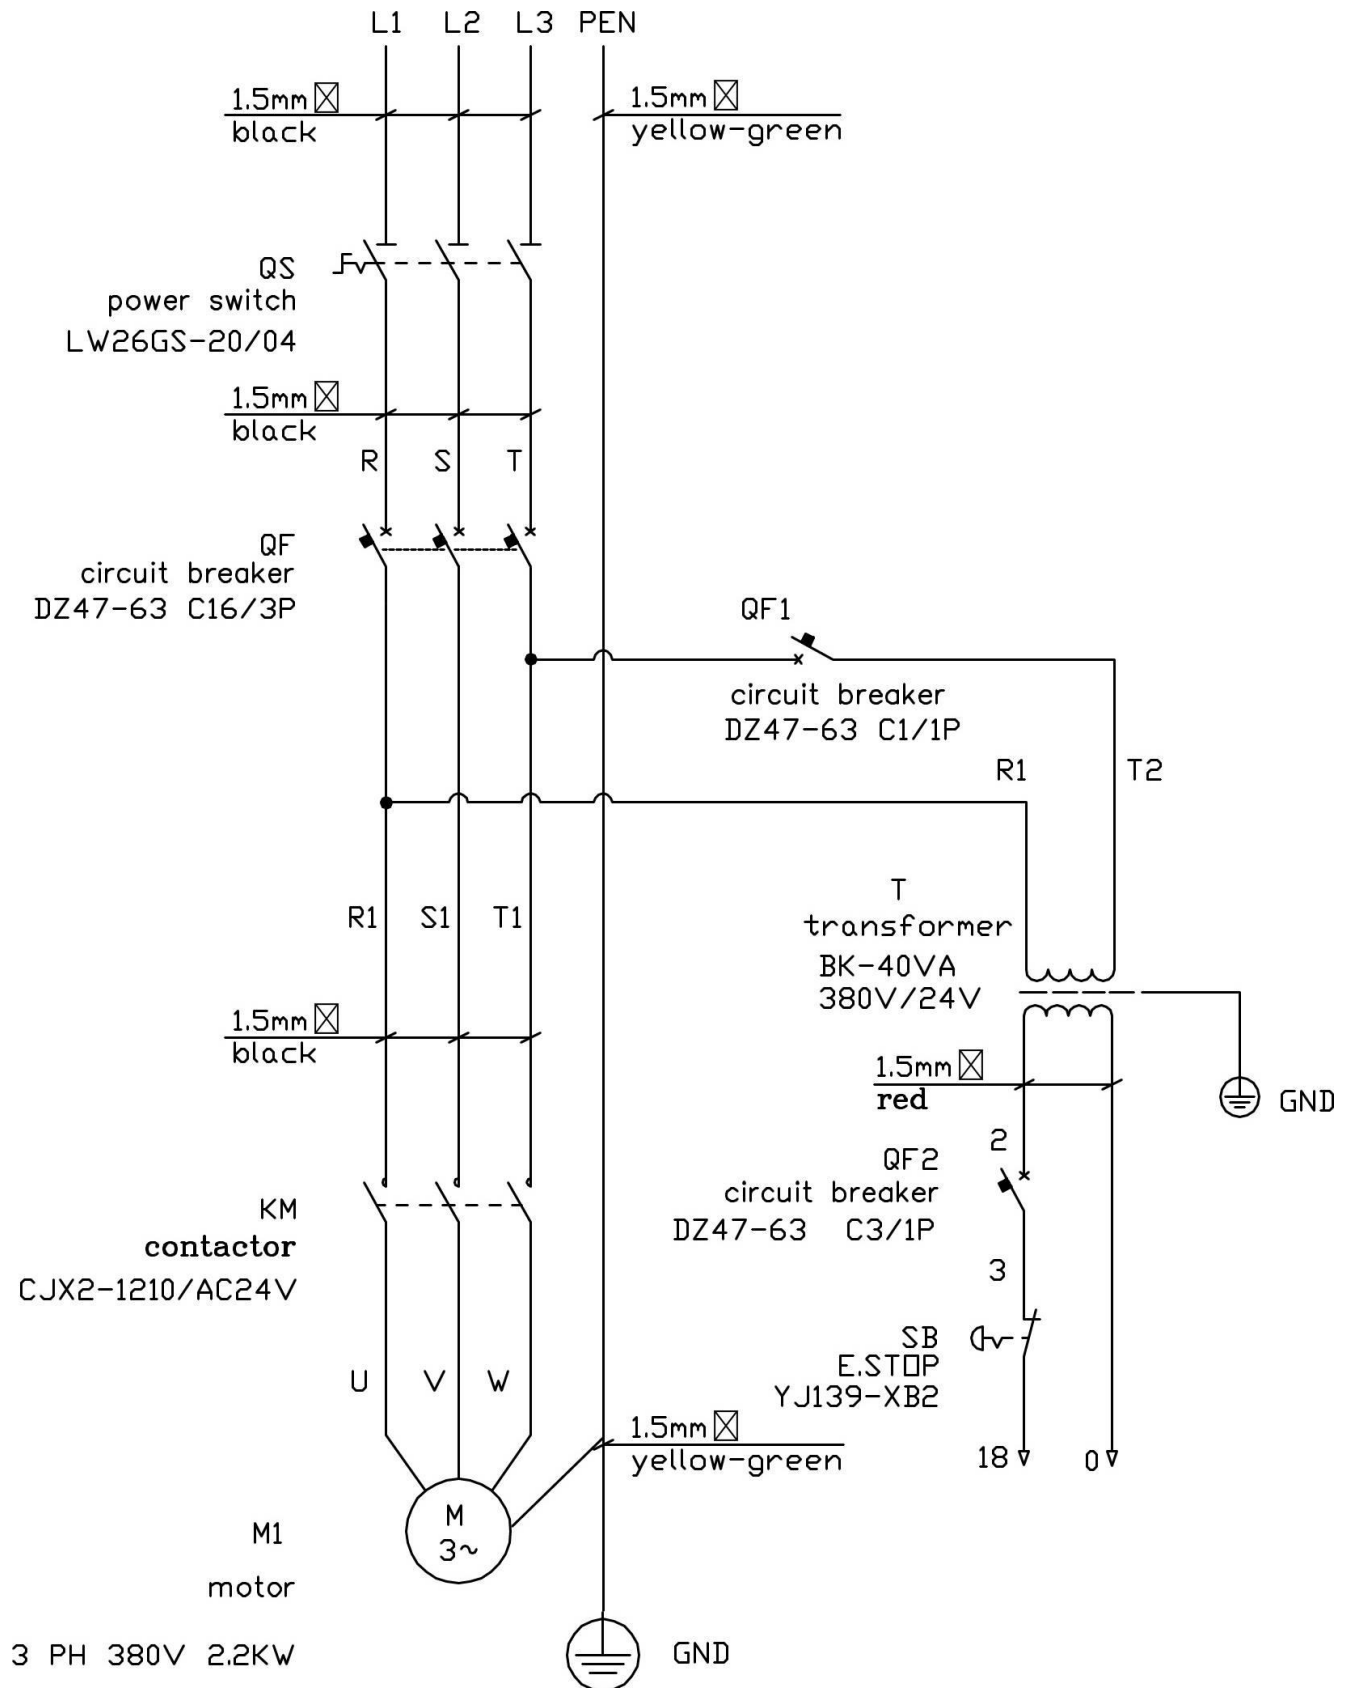 L1 L2 L3 PEN
1.5mm
black
1.5mm
yellow-green
QS
power switch
LW26GS-20/04
1.5mm
black
R S T
QF
circuit breaker
DZ47-63 C16/3P
QF1
circuit breaker
DZ47-63 C1/1P
R1 T2
T
transformer
BK-40VA
380V/24V
R1 S1 T1
1.5mm
black
1.5mm
red
GND
2
QF2
circuit breaker
DZ47-63 C3/1P
3
KM
contactor
CJX2-1210/AC24V
SB
E.STOP
YJ139-XB2
U V W
1.5mm
yellow-green
18 0
M
3~
M1
motor
3 PH 380V 2.2KW
GND